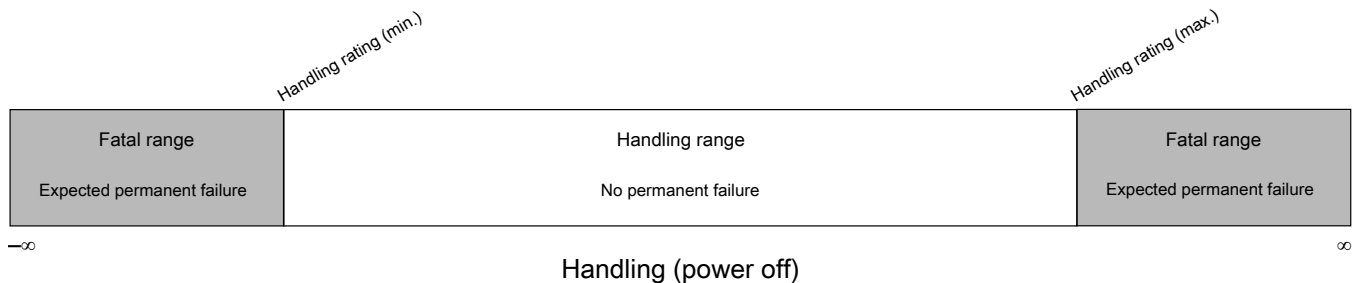 Handling rating (min.)
Handling rating (max.)
Fatal range
Handling range
Fatal range
Expected permanent failure
No permanent failure
Expected permanent failure
–∞
∞
Handling (power off)